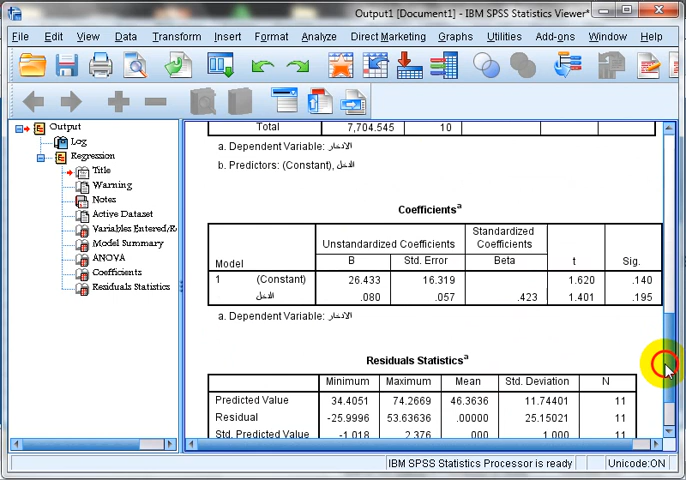 Output1 [Document1] - IBM SPSS Statistics Viewer*
File Edit View Data Transform Insert Format Analyze Direct Marketing Graphs Utilities Add-ons Window Help
Output
Log
Regression
Title
Warning
Notes
Active Dataset
Variables Entered/R
Model Summary
ANOVA
Coefficients
Residuals Statistics
Total 7,704.545 10
a. Dependent Variable: الادخار
b. Predictors: (Constant), الدخل
Coefficientsᵃ
Model Unstandardized Coefficients Standardized Coefficients t Sig.
B Std. Error Beta
1 (Constant) 26.433 16.319 1.620 .140
الدخل .080 .057 .423 1.401 .195
a. Dependent Variable: الادخار
Residuals Statisticsᵃ
Minimum Maximum Mean Std. Deviation N
Predicted Value 34.4051 74.2669 46.3636 11.74401 11
Residual -25.9996 53.63636 .00000 25.15021 11
Std. Predicted Value -1.018 2.376 .000 1.000 11
IBM SPSS Statistics Processor is ready Unicode:ON